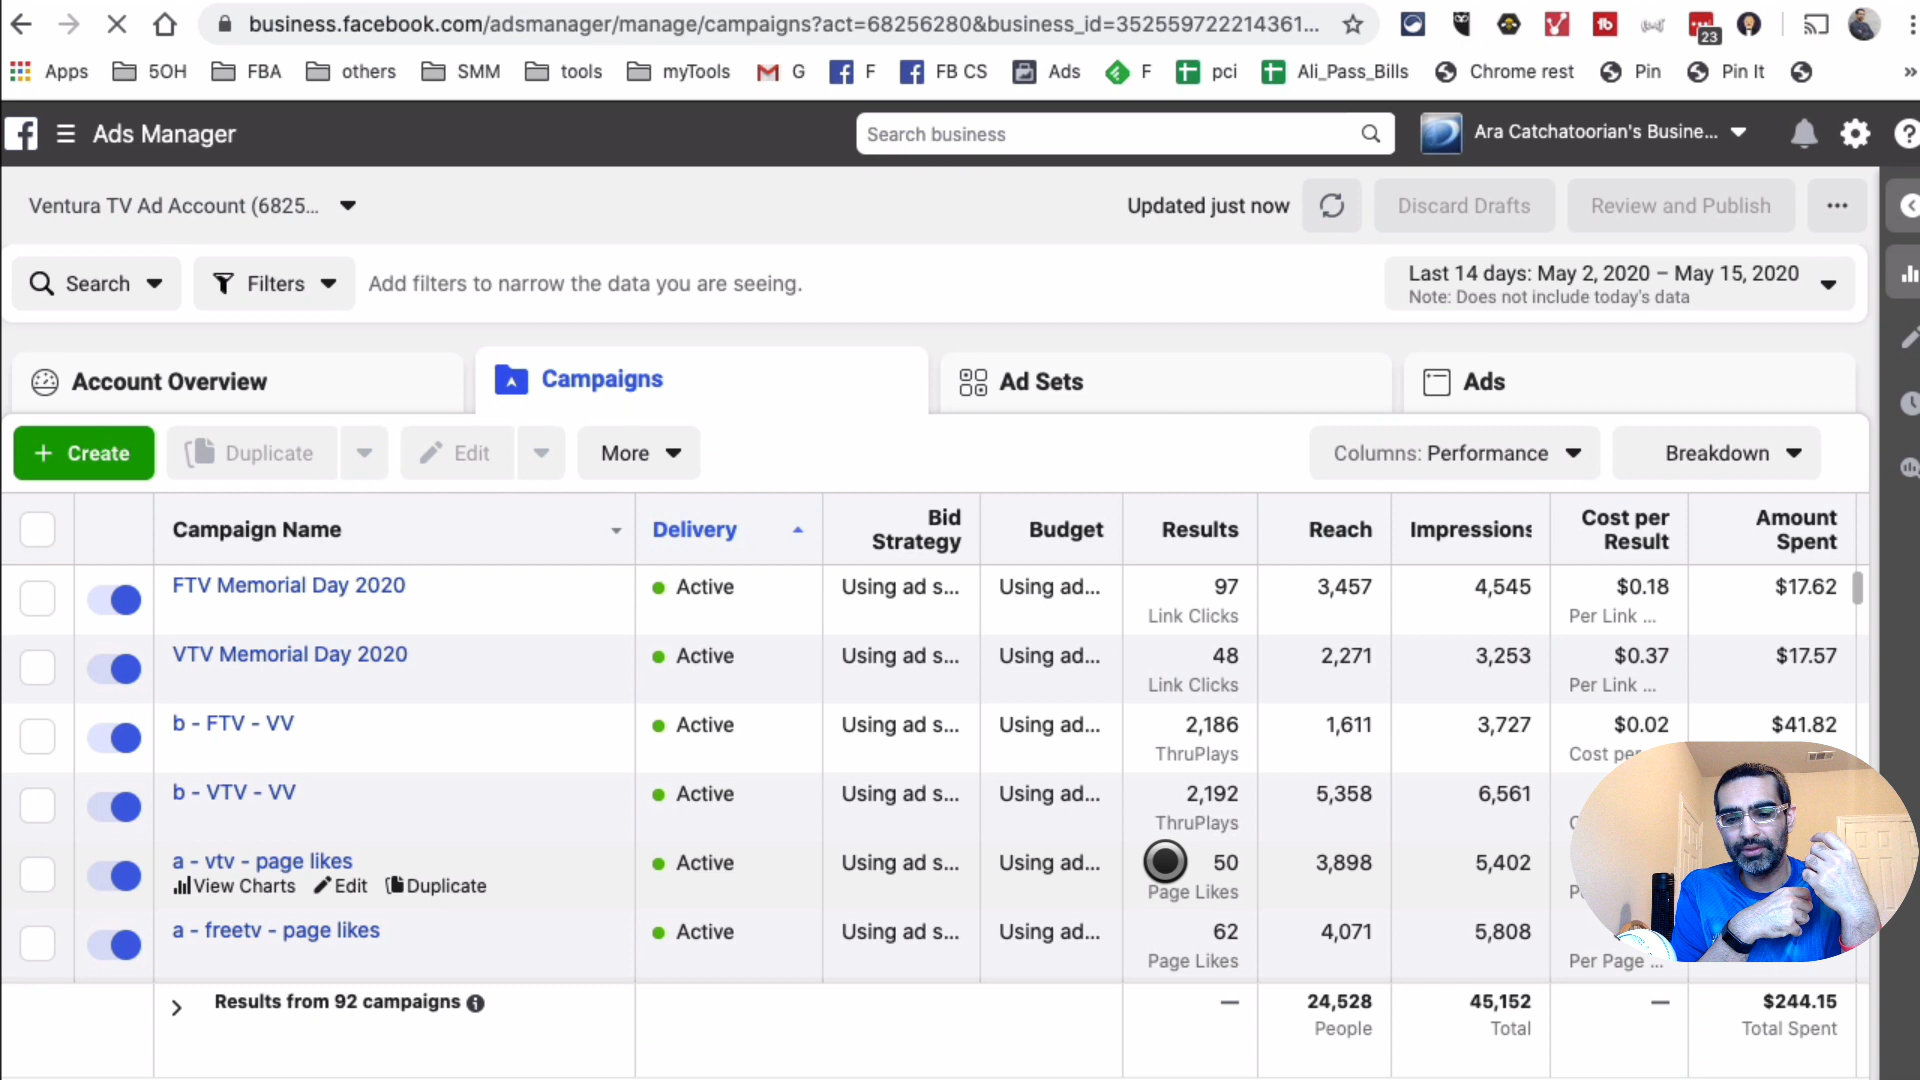 business.facebook.com/adsmanager/manage/campaigns?act=68256280&business_id=352559722214361...
23
Apps 5OH FBA others SMM tools myTools G F FB CS Ads F pci Ali_Pass_Bills Chrome rest Pin Pin It »
Ads Manager
Search business
Ara Catchatoorian's Busine...
Ventura TV Ad Account (6825...
Updated just now
Discard Drafts
Review and Publish
Search
Filters
Add filters to narrow the data you are seeing.
Last 14 days: May 2, 2020 – May 15, 2020
Note: Does not include today's data
Account Overview
Campaigns
Ad Sets
Ads
+ Create
Duplicate
Edit
More
Columns: Performance
Breakdown
Campaign Name Delivery Bid Strategy Budget Results Reach Impressions Cost per Result Amount Spent
FTV Memorial Day 2020 Active Using ad s... Using ad... 97 3,457 4,545 $0.18 $17.62
Link Clicks Per Link ...
VTV Memorial Day 2020 Active Using ad s... Using ad... 48 2,271 3,253 $0.37 $17.57
Link Clicks Per Link ...
b - FTV - VV Active Using ad s... Using ad... 2,186 1,611 3,727 $0.02 $41.82
ThruPlays Cost per
b - VTV - VV Active Using ad s... Using ad... 2,192 5,358 6,561
ThruPlays
a - vtv - page likes Active Using ad s... Using ad... 50 3,898 5,402
View Charts Edit Duplicate Page Likes
a - freetv - page likes Active Using ad s... Using ad... 62 4,071 5,808
Page Likes Per Page ...
Results from 92 campaigns — 24,528 45,152 — $244.15
People Total Total Spent